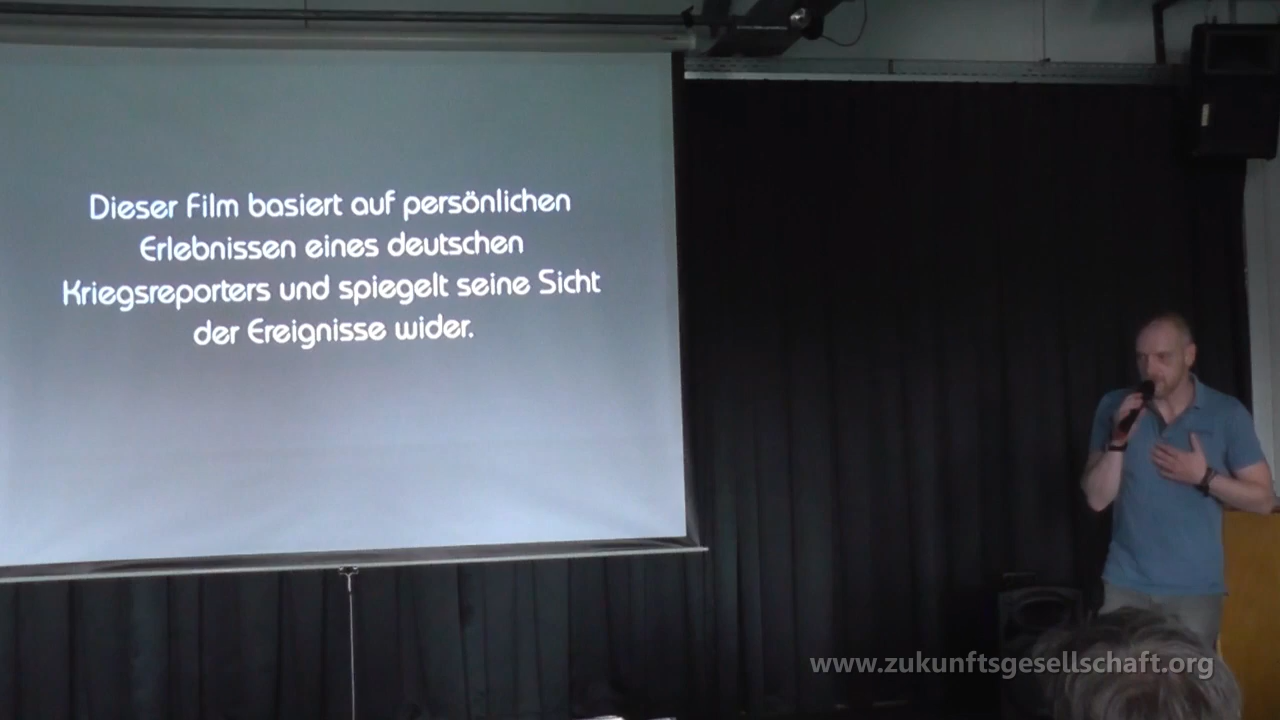 Dieser Film basiert auf persönlichen
Erlebnissen eines deutschen
Kriegsreporters und spiegelt seine Sicht
der Ereignisse wider.
www.zukunftsgesellschaft.org